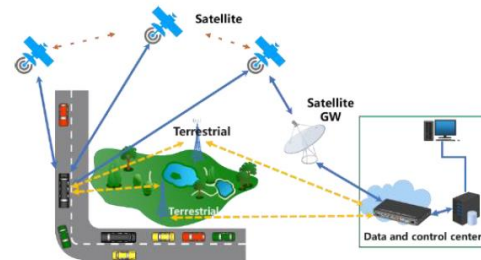 Satellite
Satellite
GW
Terrestrial
Terrestrial
Data and control center